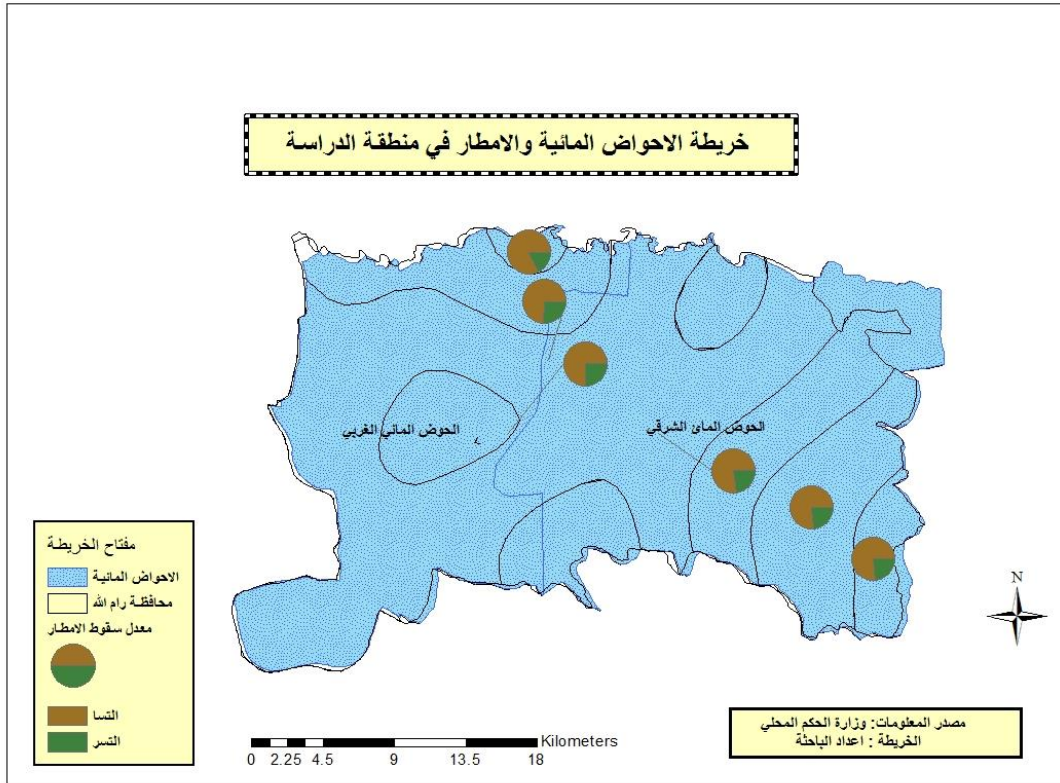 خريطة الاحواض المائية والامطار في منطقة الدراسة
الحوض المائي الغربي
الحوض المائ الشرقي
مفتاح الخريطة
الاحواض المائية
محافظة رام الله
معدل سقوط الامطار
التسا
التسر
N
Kilometers
0 2.25 4.5 9 13.5 18
مصدر المعلومات: وزارة الحكم المحلي
الخريطة : اعداد الباحثة